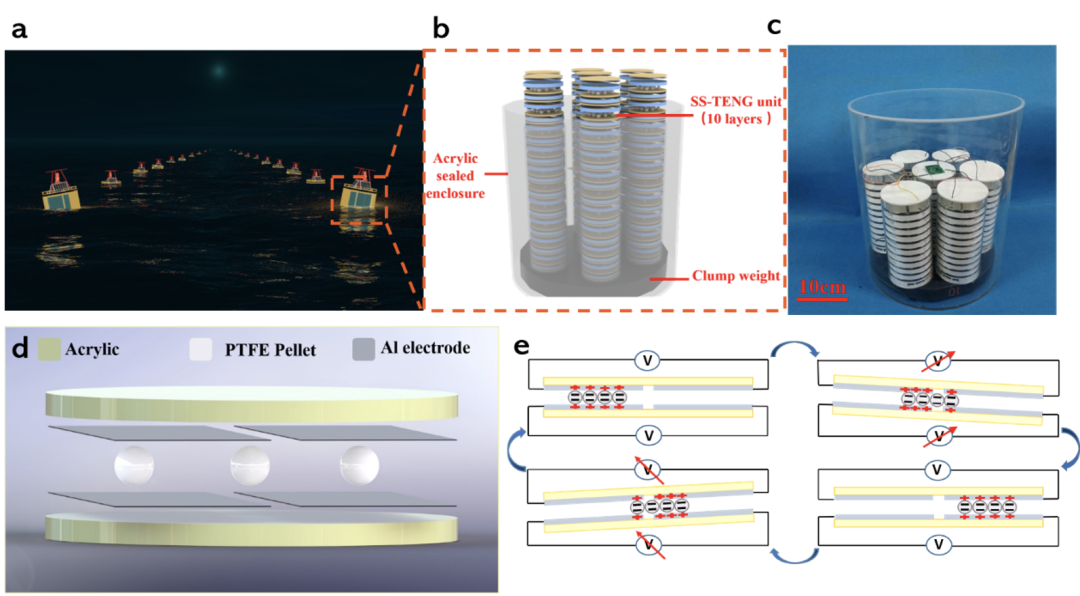 a
b
c
SS-TENG unit
(10 layers )
Acrylic
sealed
enclosure
Clump weight
10cm
d
Acrylic
PTFE Pellet
Al electrode
e
V
V
V
V
V
V
V
V